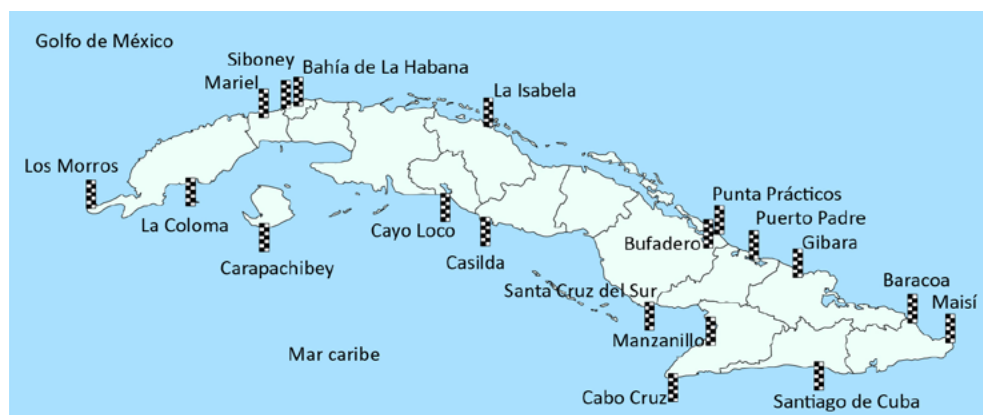 Golfo de México
Siboney
Bahía de La Habana
Mariel
La Isabela
Los Morros
Punta Prácticos
La Coloma
Puerto Padre
Cayo Loco
Bufadero
Gibara
Carapachibey
Casilda
Baracoa
Santa Cruz del Sur
Maisí
Manzanillo
Mar caribe
Cabo Cruz
Santiago de Cuba